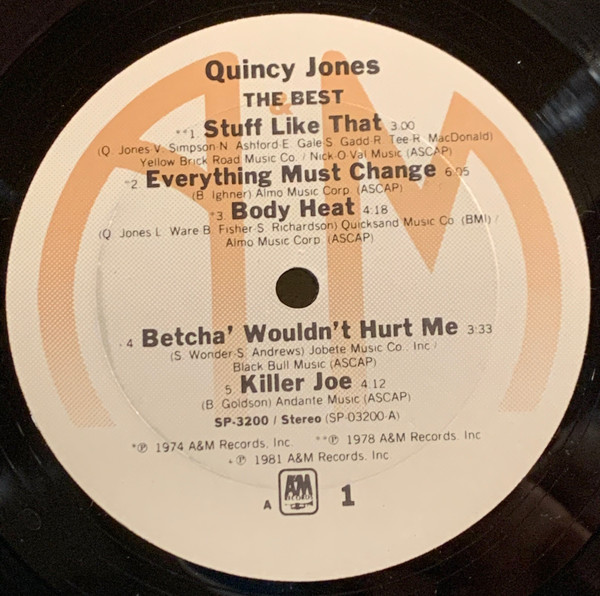 Quincy Jones
THE BEST
**1. Stuff Like That 3.00
(Q. Jones-V. Simpson-N. Ashford-E. Gale-S. Gadd-R. Tee-R. MacDonald)
Yellow Brick Road Music Co. / Nick-O-Val Music (ASCAP)
*2. Everything Must Change 6:05
(B. Ighner) Almo Music Corp. (ASCAP)
*3. Body Heat 4:18
(Q. Jones-L. Ware-B. Fisher-S. Richardson) Quicksand Music Co. (BMI) /
Almo Music Corp. (ASCAP)
•4. Betcha' Wouldn't Hurt Me 3:33
(S. Wonder-S. Andrews) Jobete Music Co., Inc. /
Black Bull Music (ASCAP)
5. Killer Joe 4.12
(B. Goldson) Andante Music (ASCAP)
SP-3200 / Stereo (SP-03200-A)
*℗ 1974 A&M Records, Inc. **℗ 1978 A&M Records, Inc.
•℗ 1981 A&M Records, Inc.
A A&M RECORDS 1